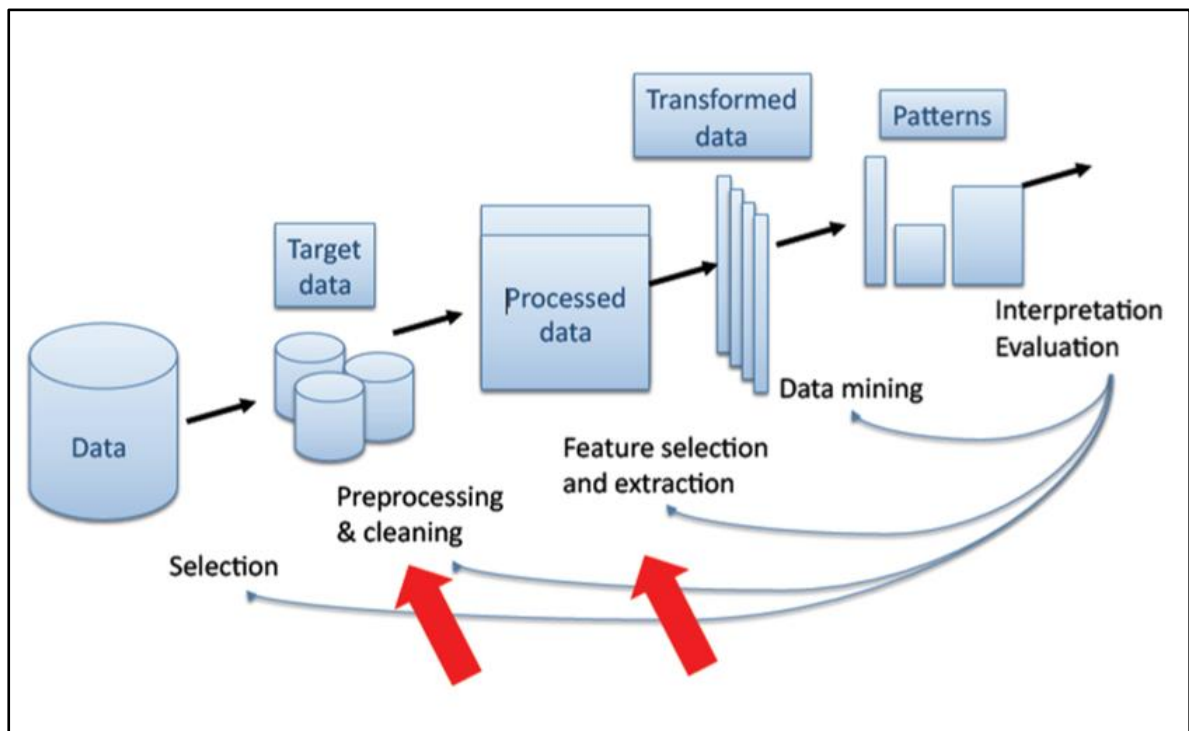 Transformed
data
Patterns
Target
data
Processed
data
Data
Interpretation
Evaluation
Data mining
Feature selection
and extraction
Preprocessing
& cleaning
Selection